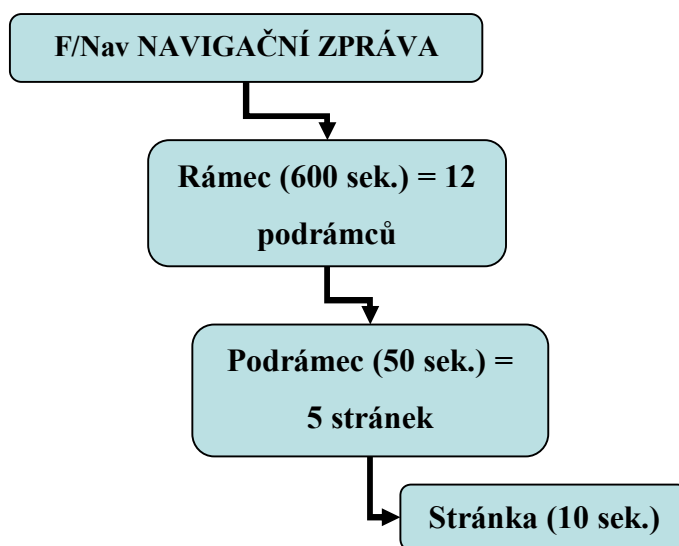 F/Nav NAVIGAČNÍ ZPRÁVA
Rámec (600 sek.) = 12
podrámců
Podrámec (50 sek.) =
5 stránek
Stránka (10 sek.)